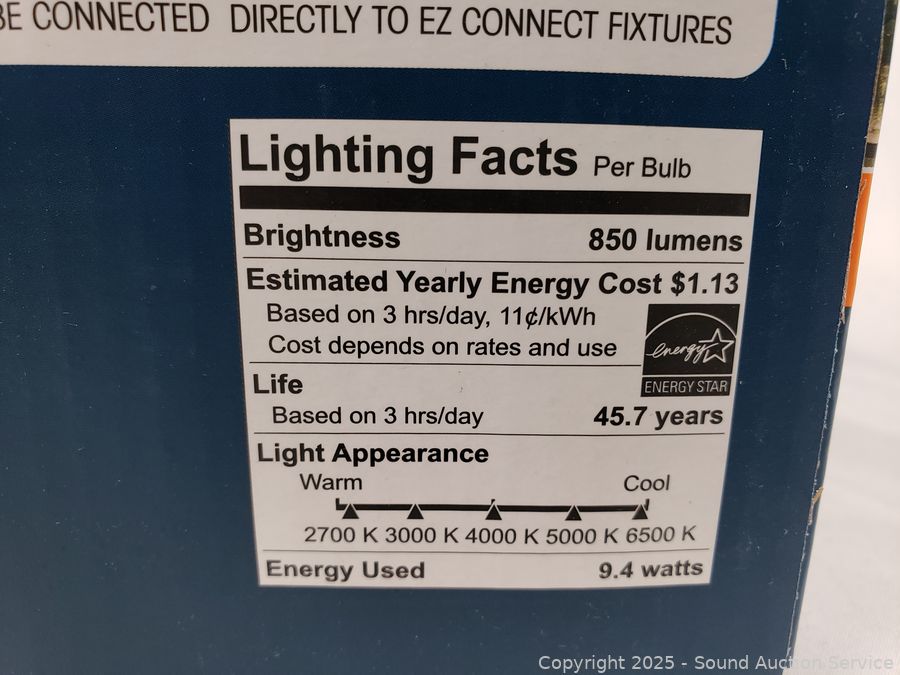 BE CONNECTED DIRECTLY TO EZ CONNECT FIXTURES
Lighting Facts Per Bulb
Brightness 850 lumens
Estimated Yearly Energy Cost $1.13
Based on 3 hrs/day, 11¢/kWh
Cost depends on rates and use
energy
ENERGY STAR
Life
Based on 3 hrs/day 45.7 years
Light Appearance
Warm Cool
2700 K 3000 K 4000 K 5000 K 6500 K
Energy Used 9.4 watts
Copyright 2025 - Sound Auction Service